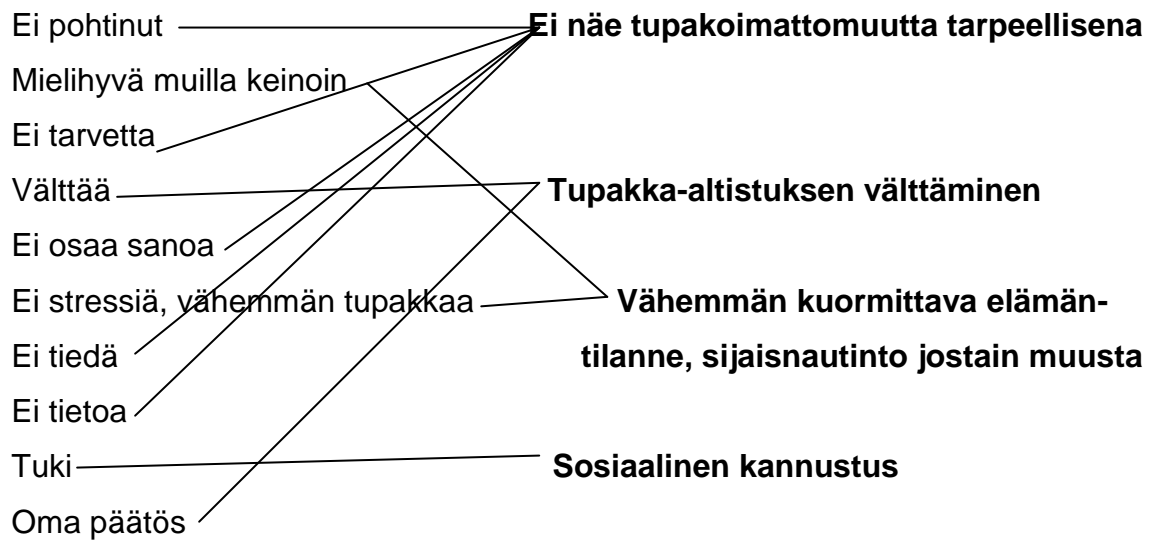 Ei pohtinut Ei näe tupakoimattomuutta tarpeellisena
Mielihyvä muilla keinoin
Ei tarvetta
Välttää Tupakka-altistuksen välttäminen
Ei osaa sanoa
Ei stressiä, vähemmän tupakkaa Vähemmän kuormittava elämän-
Ei tiedä tilanne, sijaisnautinto jostain muusta
Ei tietoa
Tuki Sosiaalinen kannustus
Oma päätös